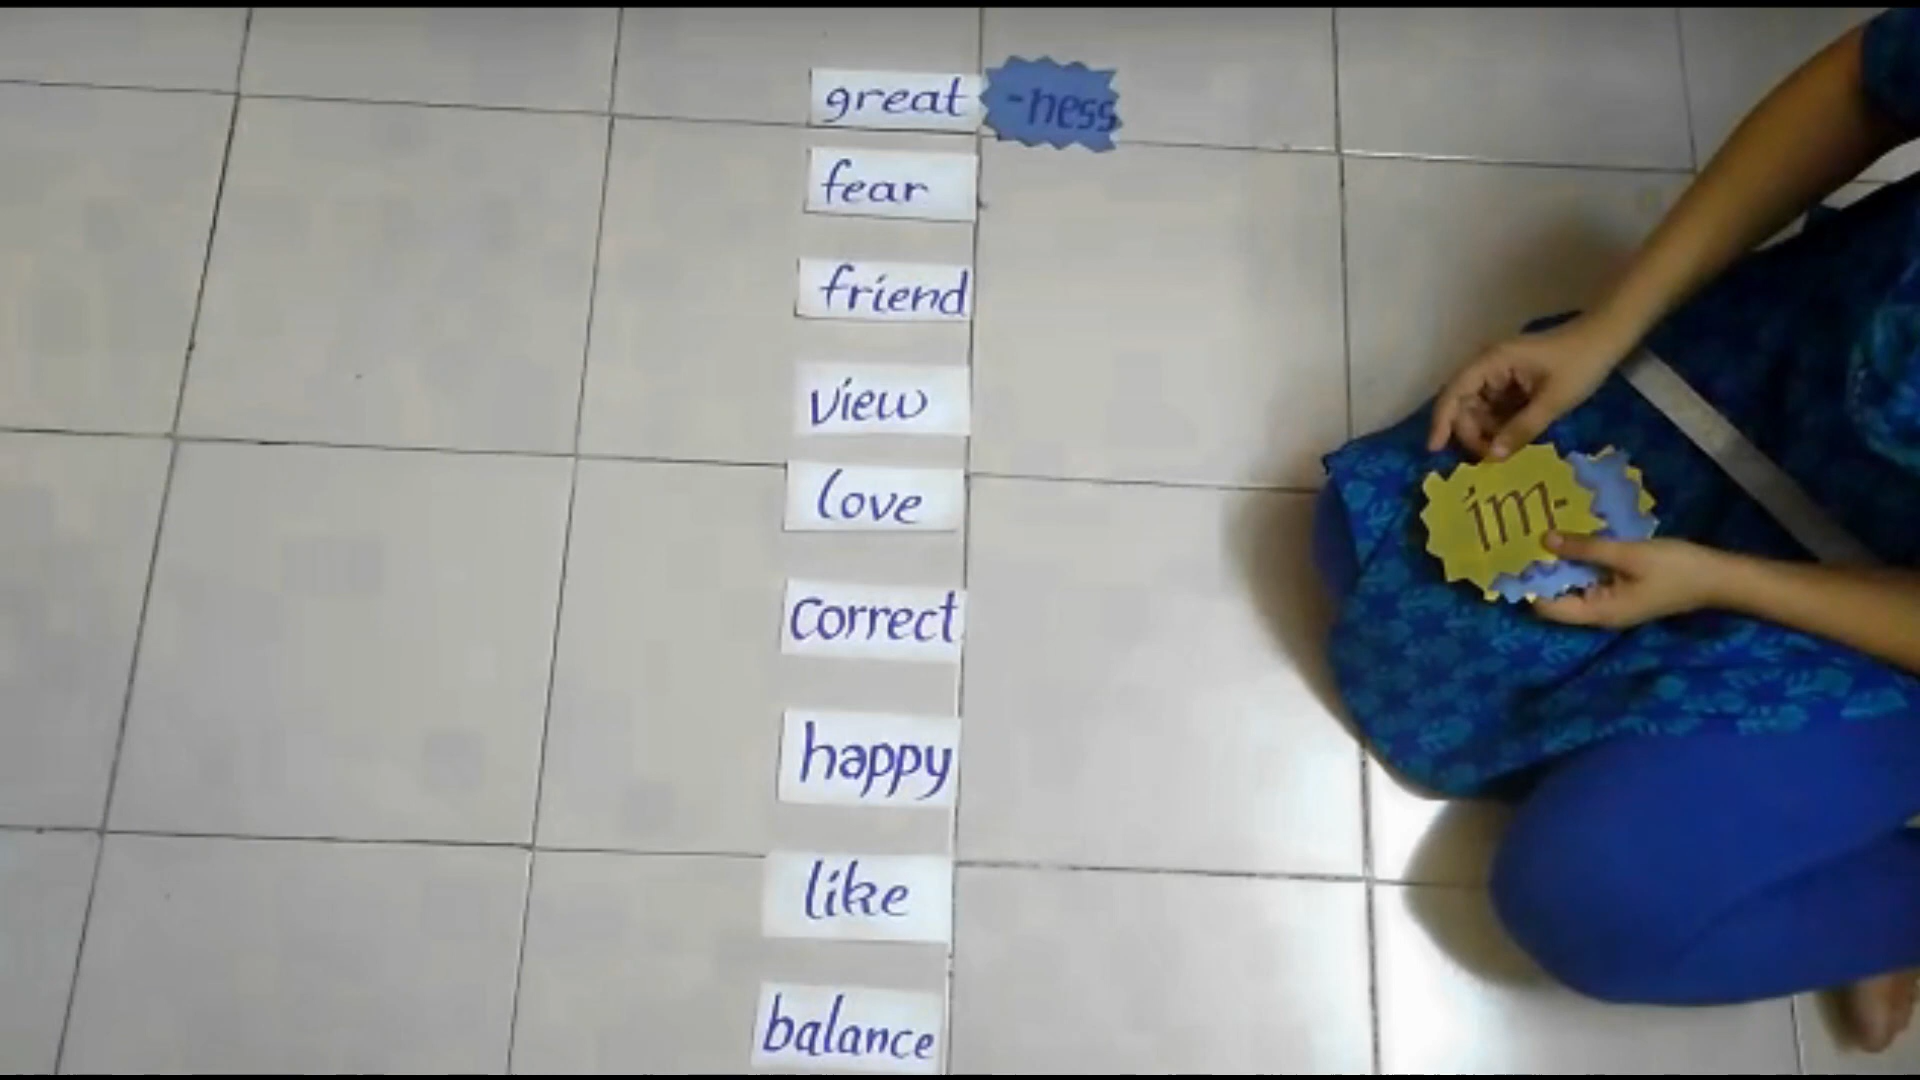 great -ness
fear
friend
view
love
correct
im-
happy
like
balance